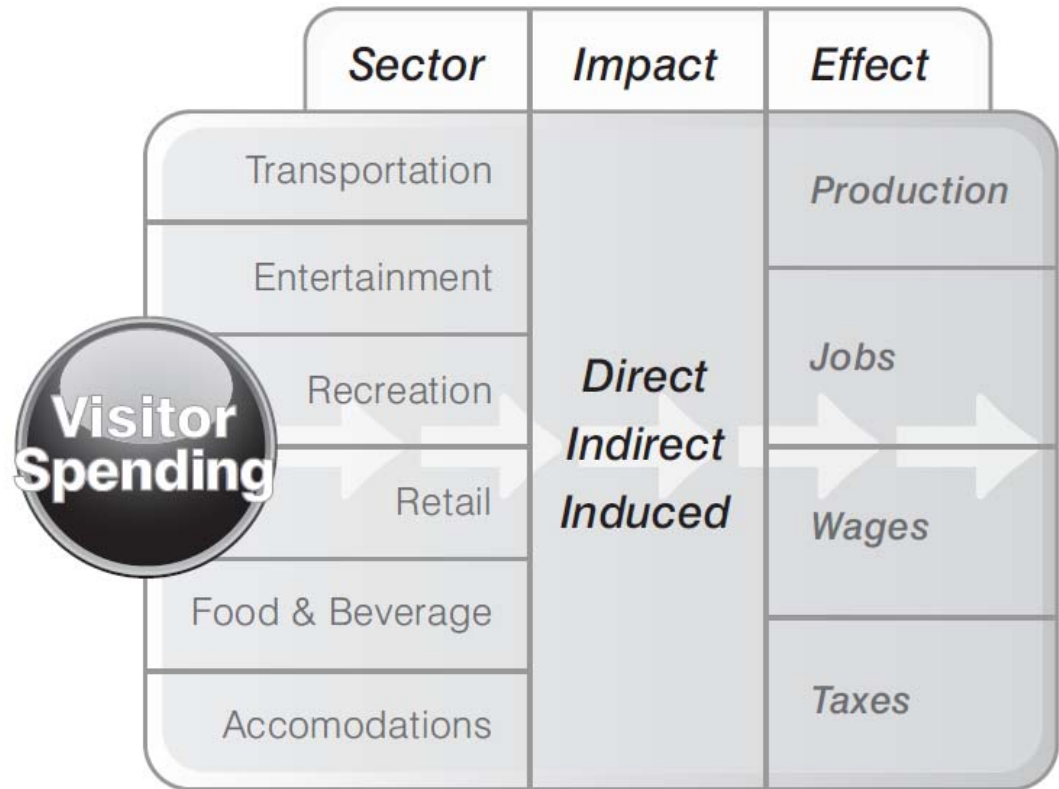 Sector
Impact
Effect
Visitor
Spending
Transportation
Entertainment
Recreation
Retail
Food & Beverage
Accomodations
Direct
Indirect
Induced
Production
Jobs
Wages
Taxes